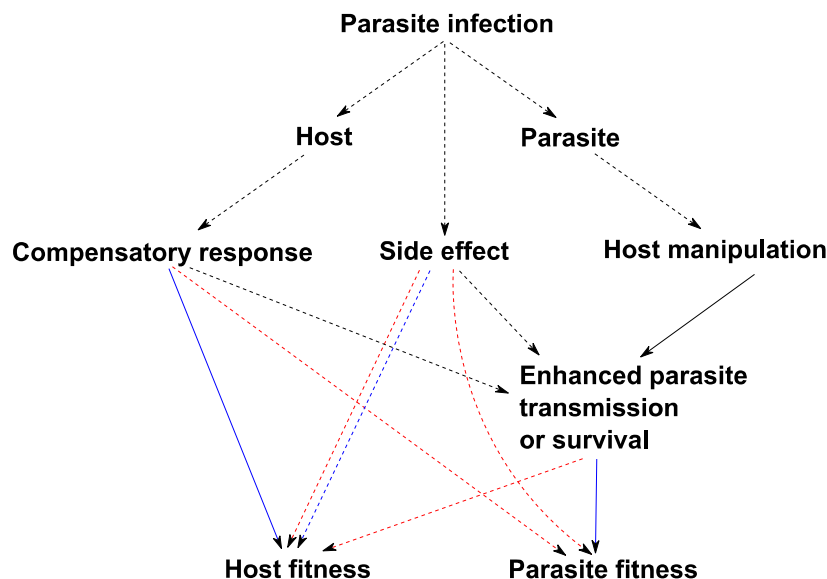 Parasite infection
Host
Parasite
Compensatory response
Side effect
Host manipulation
Enhanced parasite
transmission
or survival
Host fitness
Parasite fitness